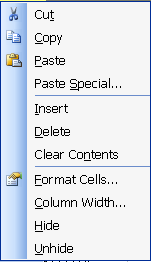 Cut
Copy
Paste
Paste Special...
Insert
Delete
Clear Contents
Format Cells...
Column Width...
Hide
Unhide